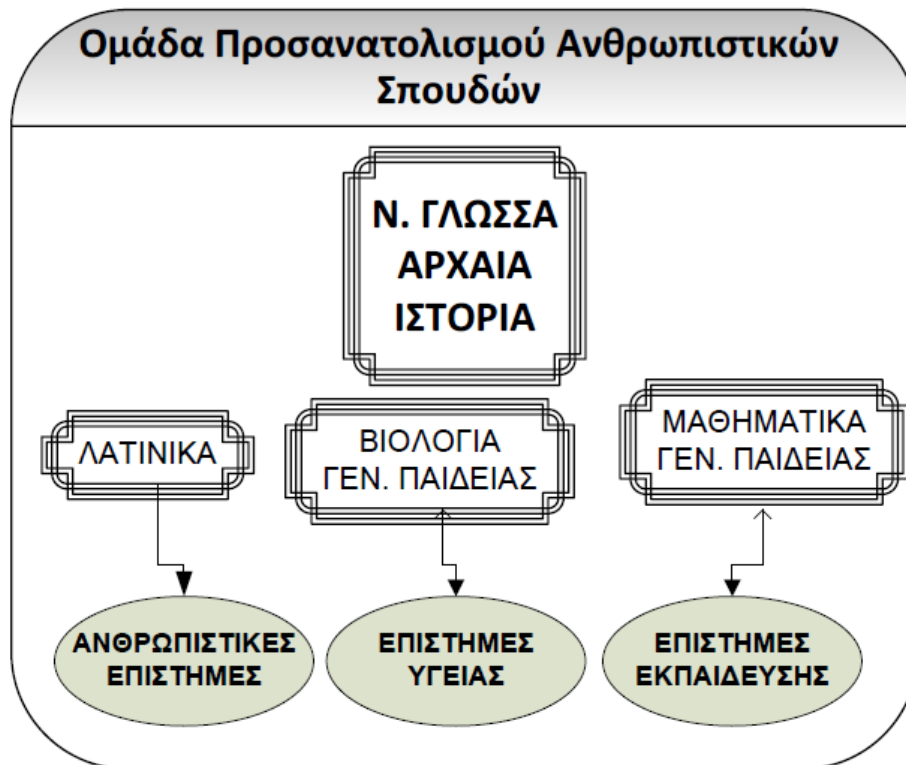 Ομάδα Προσανατολισμού Ανθρωπιστικών
Σπουδών
Ν. ΓΛΩΣΣΑ
ΑΡΧΑΙΑ
ΙΣΤΟΡΙΑ
ΛΑΤΙΝΙΚΑ
ΒΙΟΛΟΓΙΑ
ΓΕΝ. ΠΑΙΔΕΙΑΣ
ΜΑΘΗΜΑΤΙΚΑ
ΓΕΝ. ΠΑΙΔΕΙΑΣ
ΑΝΘΡΩΠΙΣΤΙΚΕΣ
ΕΠΙΣΤΗΜΕΣ
ΕΠΙΣΤΗΜΕΣ
ΥΓΕΙΑΣ
ΕΠΙΣΤΗΜΕΣ
ΕΚΠΑΙΔΕΥΣΗΣ